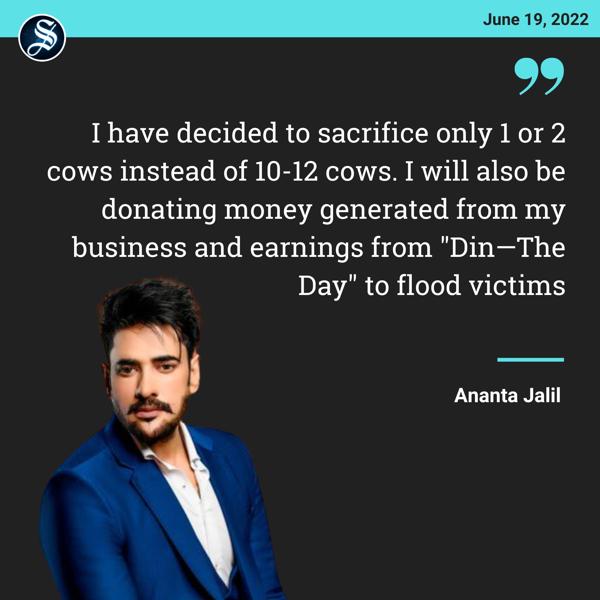 June 19, 2022
S
”
I have decided to sacrifice only 1 or 2
cows instead of 10-12 cows. I will also be
donating money generated from my
business and earnings from "Din—The
Day" to flood victims
Ananta Jalil